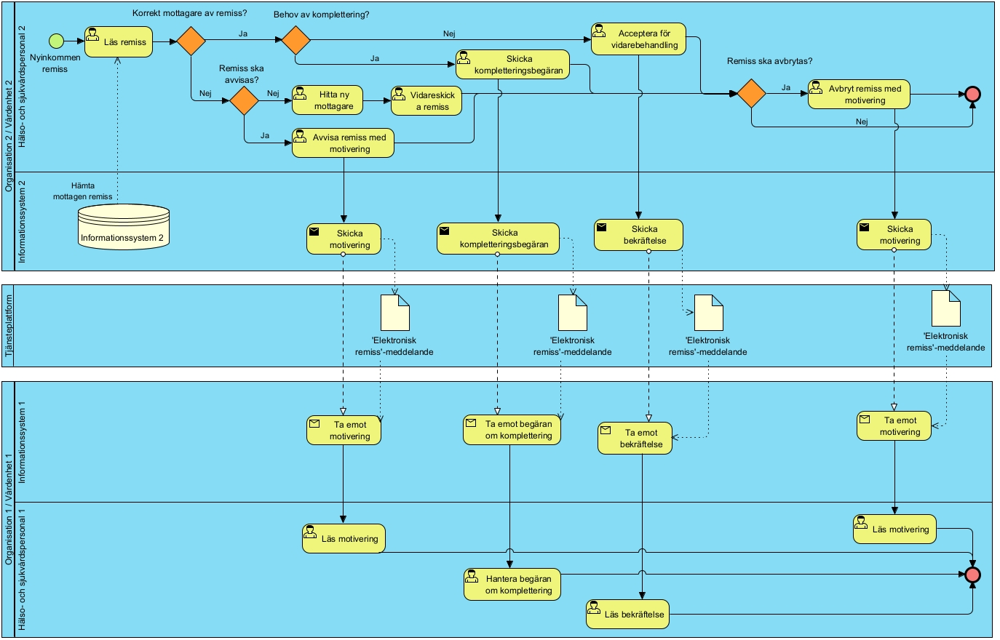 Organisation 2 / Vårdenhet 2
Hälso- och sjukvårdspersonal 2
Korrekt mottagare av remiss?
Behov av komplettering?
Nyinkommen
remiss
Läs remiss
Ja
Nej
Ja
Acceptera för
vidarebehandling
Skicka
kompletteringsbegäran
Remiss ska avbrytas?
Remiss ska
avvisas?
Nej
Nej
Hitta ny
mottagare
Vidareskick
a remiss
Ja
Avbryt remiss med
motivering
Nej
Ja
Avvisa remiss med
motivering
Informationssystem 2
Hämta
mottagen remiss
Informationssystem 2
Skicka
motivering
Skicka
kompletteringsbegäran
Skicka
bekräftelse
Skicka
motivering
Tjänsteplattform
'Elektronisk
remiss'-meddelande
'Elektronisk
remiss'-meddelande
'Elektronisk
remiss'-meddelande
'Elektronisk
remiss'-meddelande
Organisation 1 / Vårdenhet 1
Informationssystem 1
Ta emot
motivering
Ta emot begäran
om komplettering
Ta emot
bekräftelse
Ta emot
motivering
Hälso- och sjukvårdspersonal 1
Läs motivering
Läs motivering
Hantera begäran
om komplettering
Läs bekräftelse